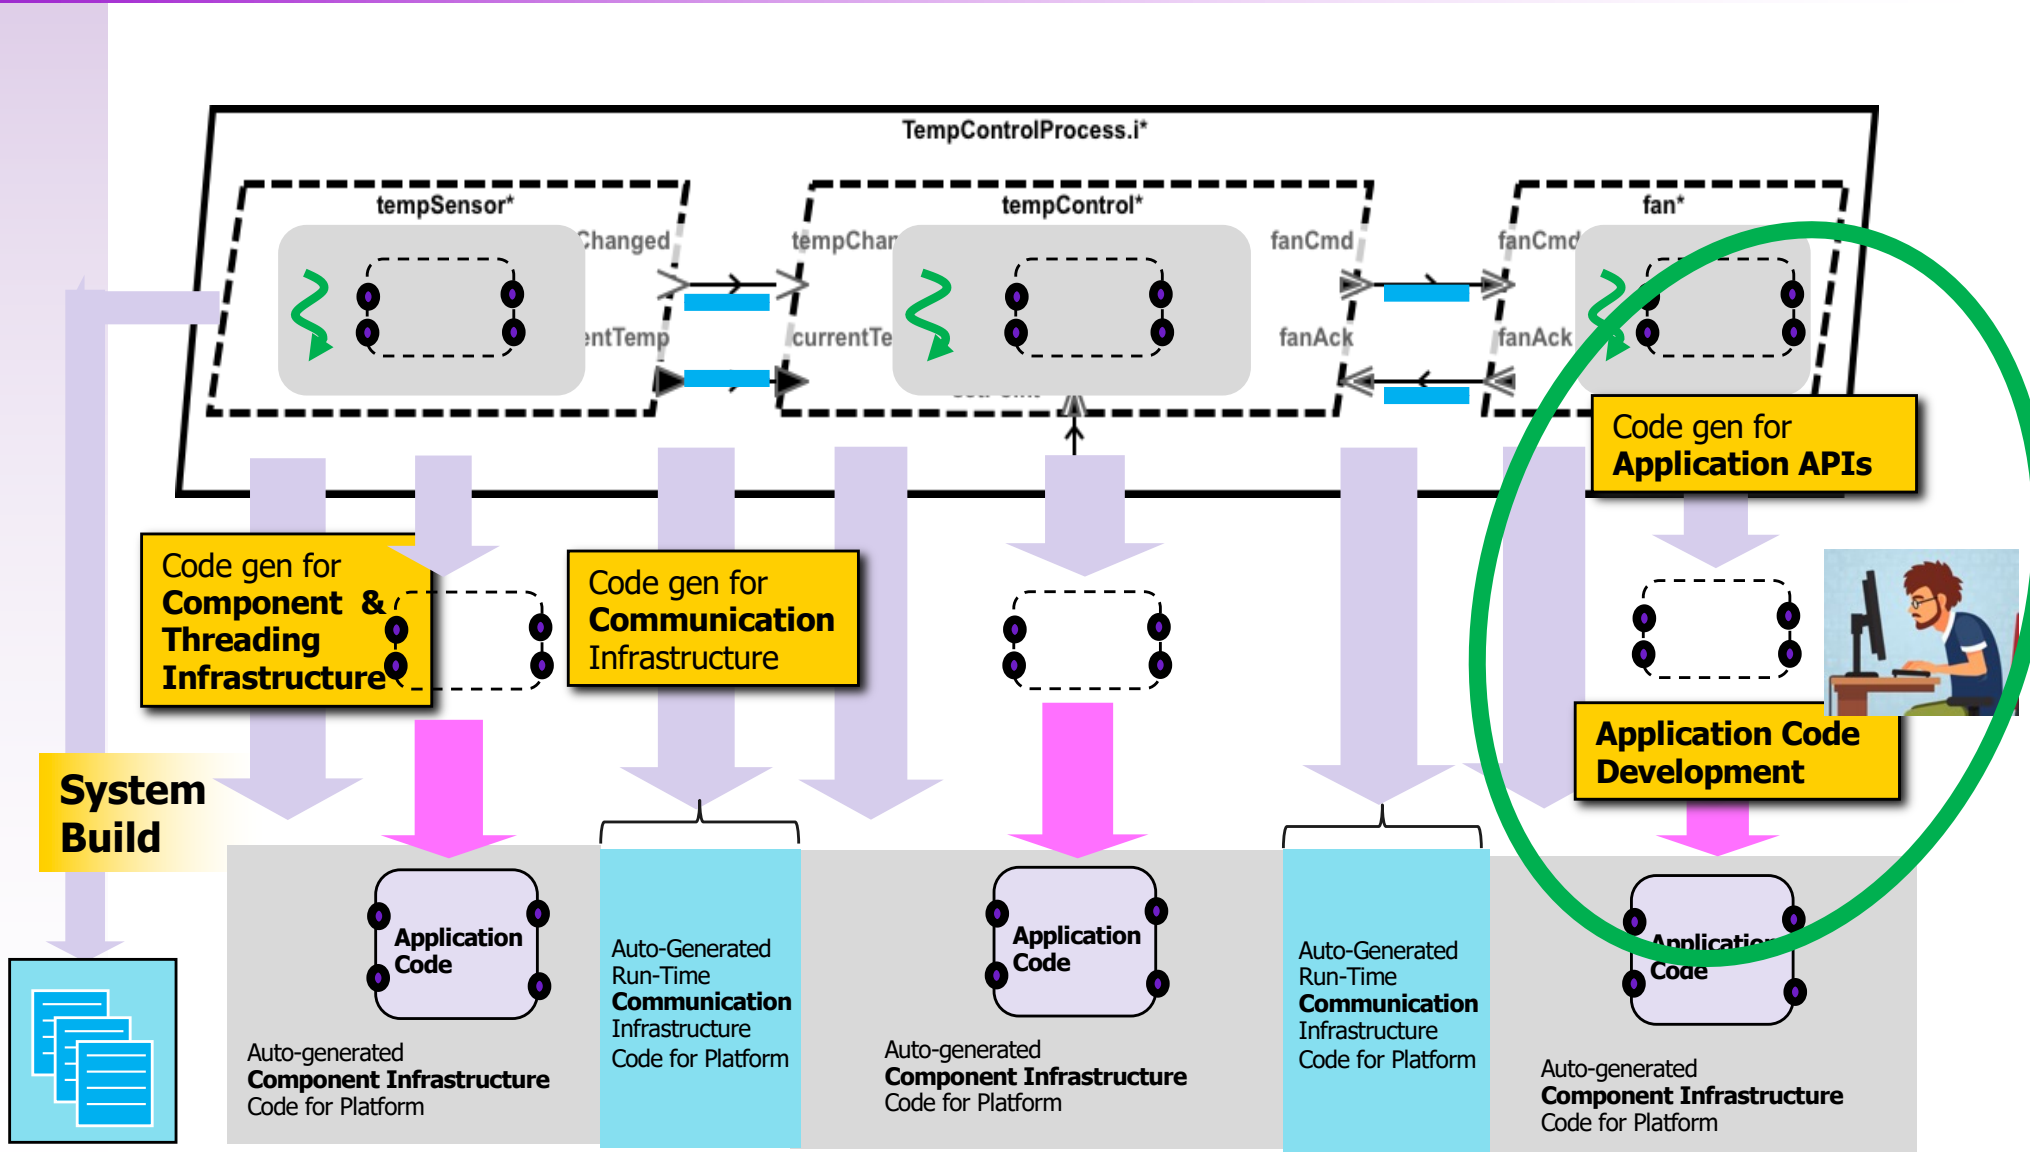 TempControlProcess.i*
tempSensor*
tempControl*
fan*
Changed
tempChan
fanCmd
fanCmd
entTemp
currentTe
fanAck
fanAck
Code gen for
Application APIs
Code gen for
Component &
Threading
Infrastructure
Code gen for
Communication
Infrastructure
Application Code
Development
System
Build
Application
Code
Application
Code
Application
Code
Auto-Generated
Run-Time
Communication
Infrastructure
Code for Platform
Auto-Generated
Run-Time
Communication
Infrastructure
Code for Platform
Auto-generated
Component Infrastructure
Code for Platform
Auto-generated
Component Infrastructure
Code for Platform
Auto-generated
Component Infrastructure
Code for Platform